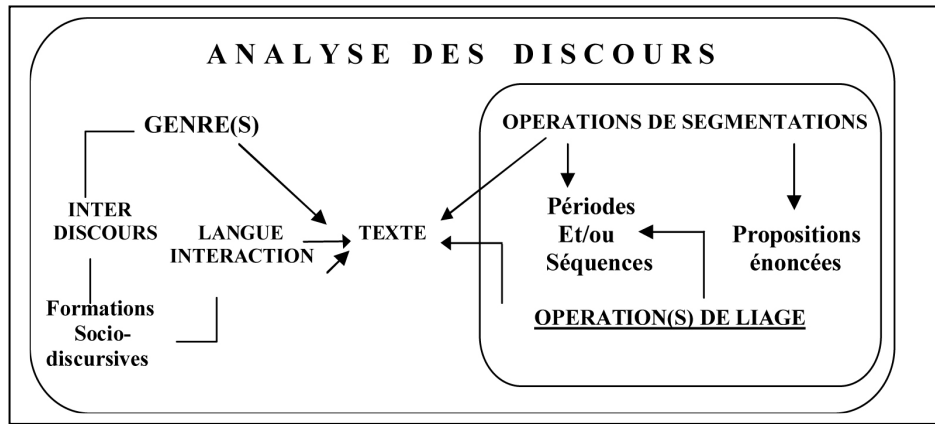 ANALYSE DES DISCOURS
GENRE(S)
OPERATIONS DE SEGMENTATIONS
INTER
DISCOURS
LANGUE
INTERACTION
TEXTE
Périodes
Et/ou
Séquences
Propositions
énoncées
Formations
Socio-
discursives
OPERATION(S) DE LIAGE